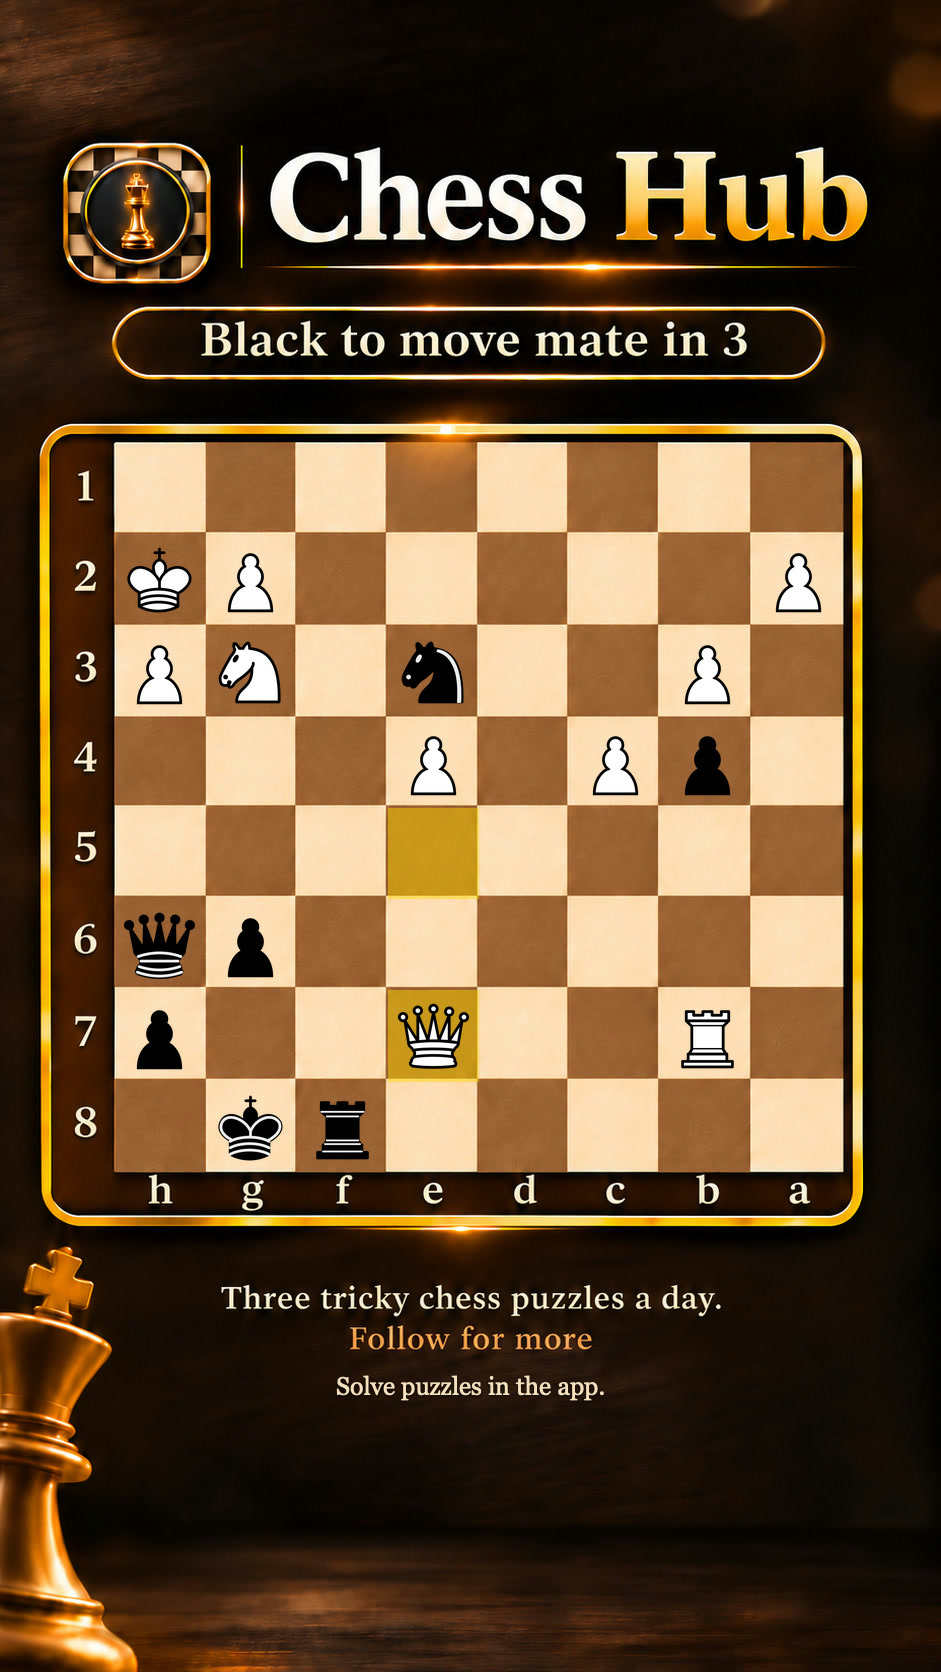 Chess Hub
Black to move mate in 3
1
2
3
4
5
6
7
8
h g f e d c b a
Three tricky chess puzzles a day.
Follow for more
Solve puzzles in the app.